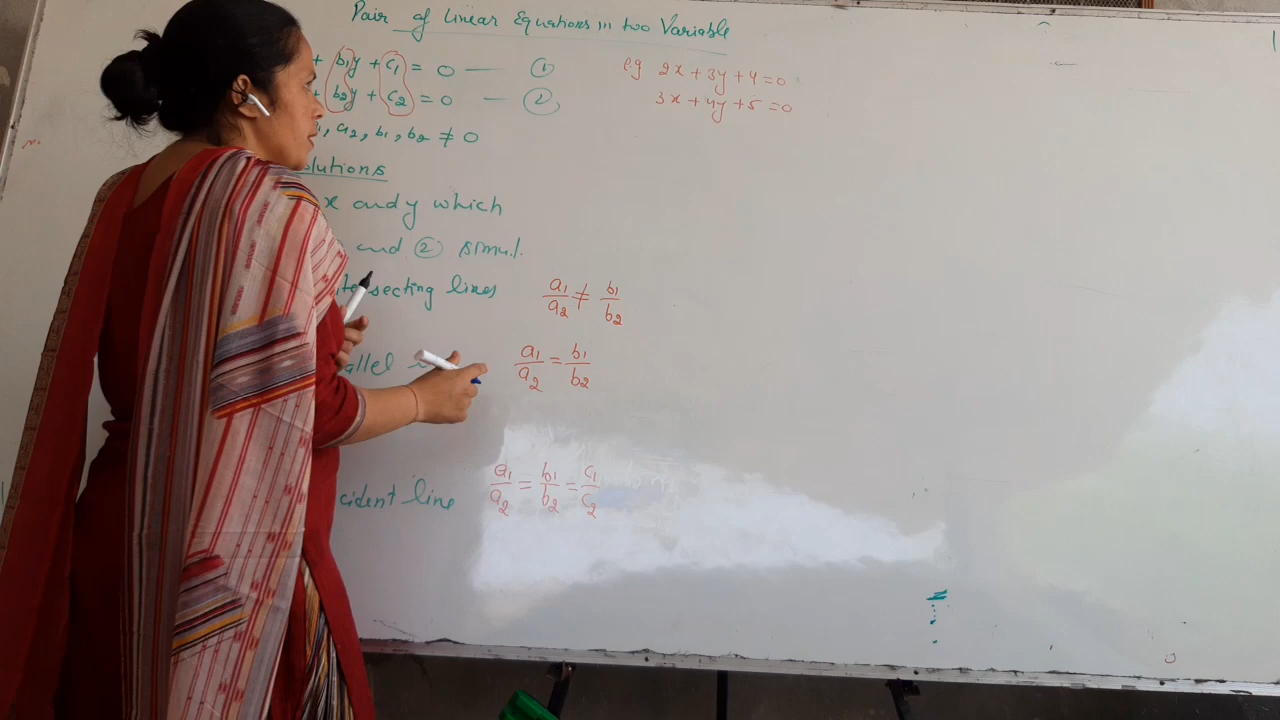 Pair of Linear Equations in two Variable
+ b₁y + c₁ = 0 — ①
+ b₂y + c₂ = 0 — ②
, a₂, b₁, b₂ ≠ 0
olutions
x and y which
and ② simul.
secting lines a₁/a₂ ≠ b₁/b₂
allel a₁/a₂ = b₁/b₂
cident line a₁/a₂ = b₁/b₂ = c₁/c₂
e.g 2x + 3y + 4 = 0
3x + 4y + 5 = 0